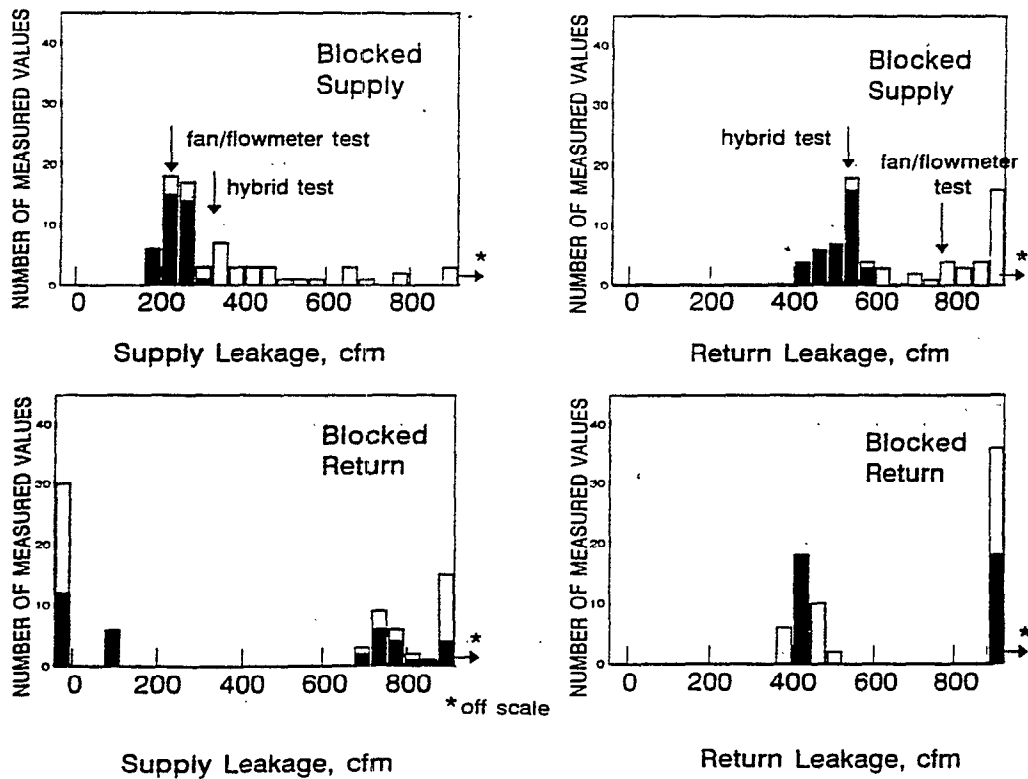 NUMBER OF MEASURED VALUES
40
30
20
10
0
Blocked
Supply
fan/flowmeter test
hybrid test
*
0 200 400 600 800
Supply Leakage, cfm
NUMBER OF MEASURED VALUES
40
30
20
10
0
Blocked
Supply
hybrid test
fan/flowmeter
test
*
0 200 400 600 800
Return Leakage, cfm
NUMBER OF MEASURED VALUES
40
30
20
10
0
Blocked
Return
*
0 200 400 600 800
*off scale
Supply Leakage, cfm
NUMBER OF MEASURED VALUES
40
30
20
10
0
Blocked
Return
*
0 200 400 600 800
Return Leakage, cfm